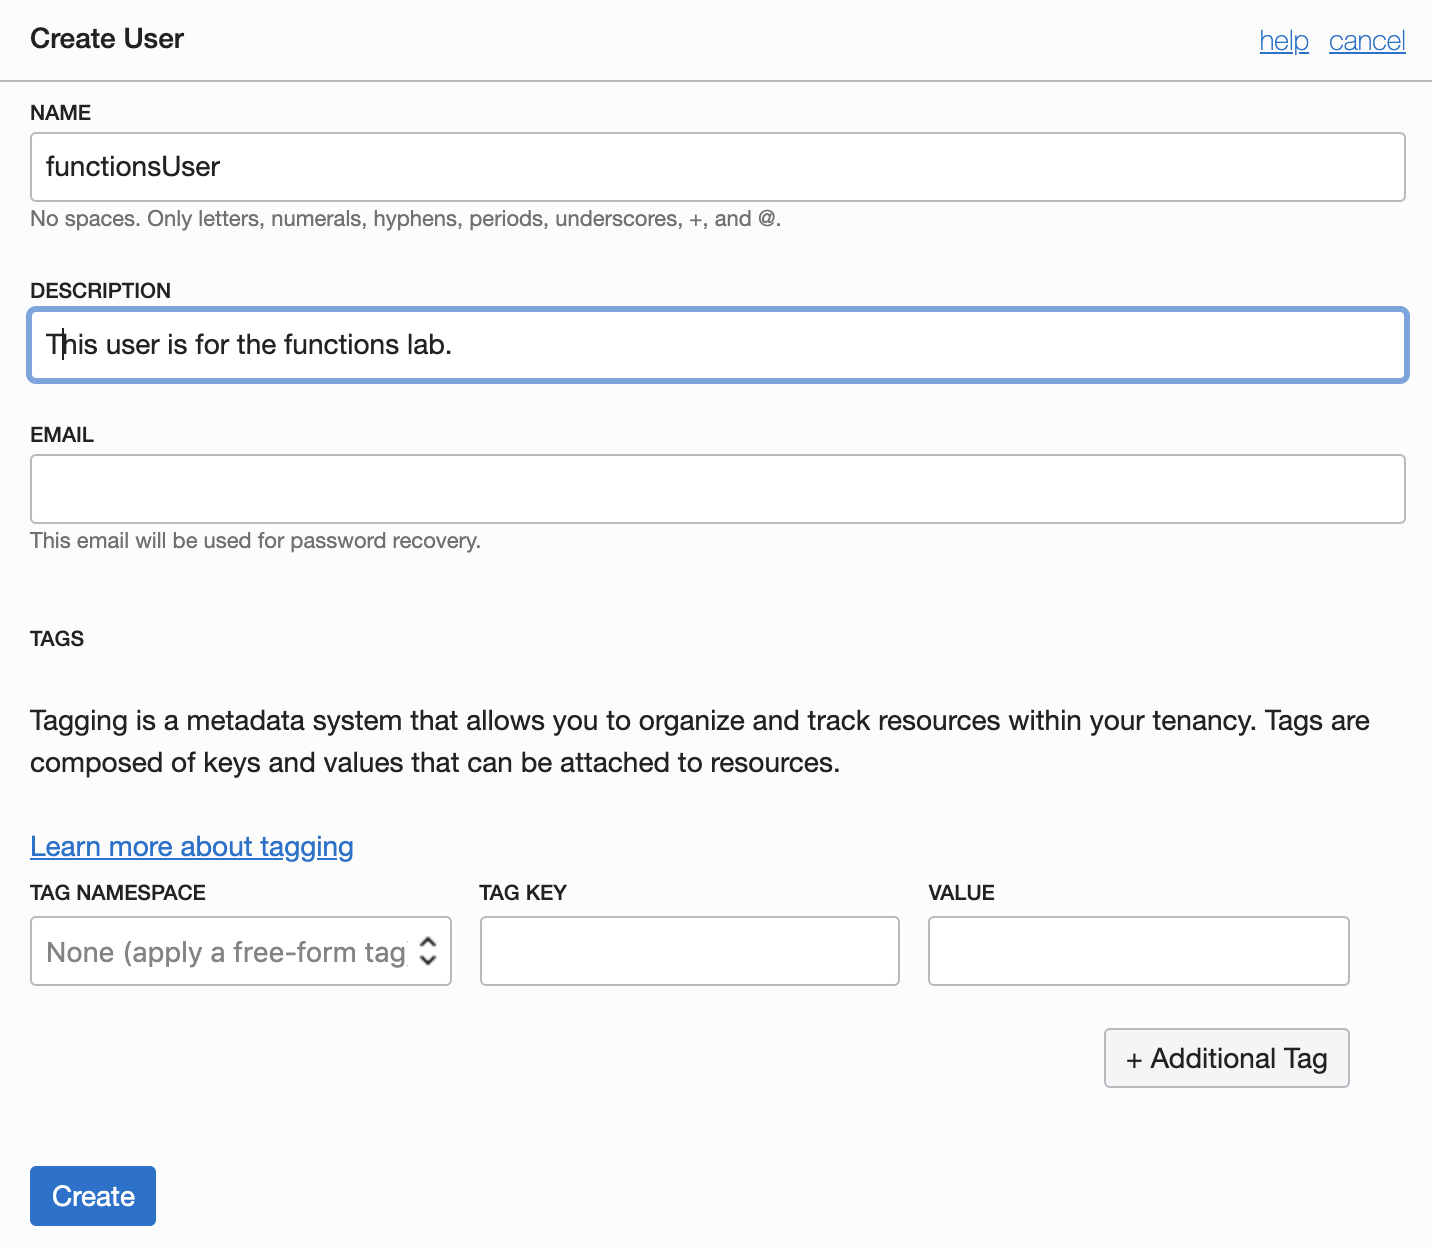 Create User
help cancel
NAME
functionsUser
No spaces. Only letters, numerals, hyphens, periods, underscores, +, and @.
DESCRIPTION
This user is for the functions lab.
EMAIL
This email will be used for password recovery.
TAGS
Tagging is a metadata system that allows you to organize and track resources within your tenancy. Tags are
composed of keys and values that can be attached to resources.
Learn more about tagging
TAG NAMESPACE TAG KEY VALUE
None (apply a free-form tag
+ Additional Tag
Create